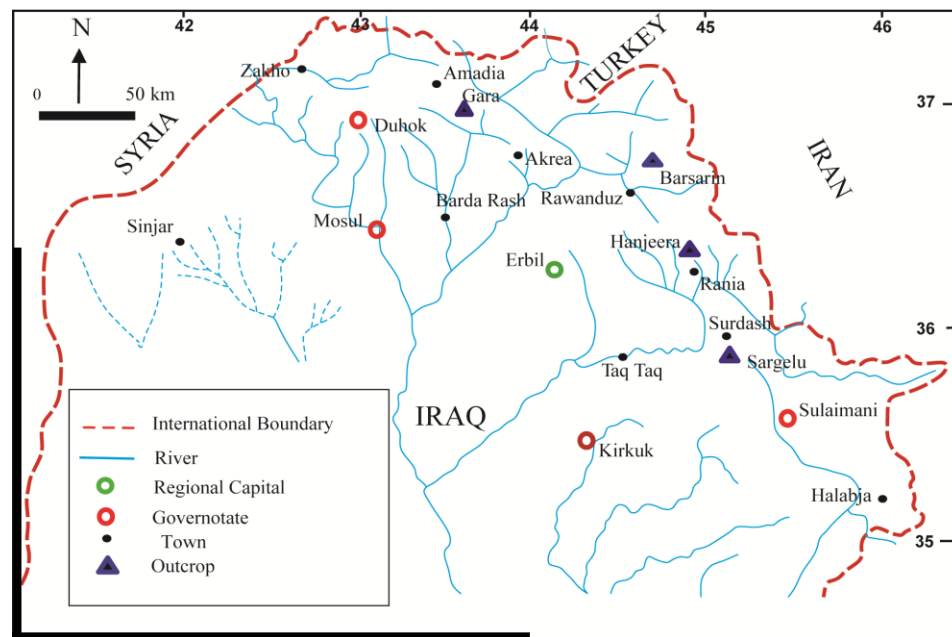 42 43 44 45 46
N
0 50 km
TURKEY
SYRIA
IRAN
Zakho
Amadia
Gara
37
Duhok
Akrea
Barsarin
Rawanduz
Barda Rash
Mosul
Sinjar
Hanjeera
Erbil
Rania
Surdash
36
Sargelu
Taq Taq
IRAQ
Sulaimani
Kirkuk
Halabja
35
International Boundary
River
Regional Capital
Governotate
Town
Outcrop